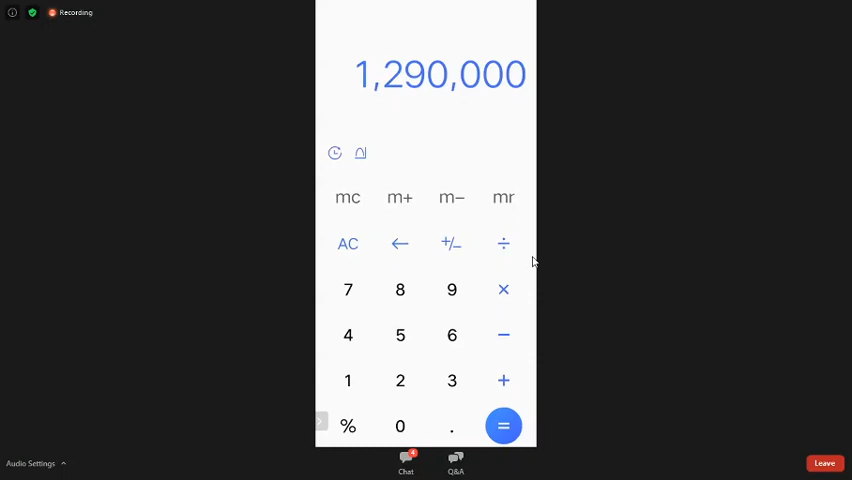 Recording
1,290,000
mc m+ m− mr
AC ← +/− ÷
7 8 9 ×
4 5 6 −
1 2 3 +
% 0 . =
Audio Settings
4
Chat
Q&A
Leave